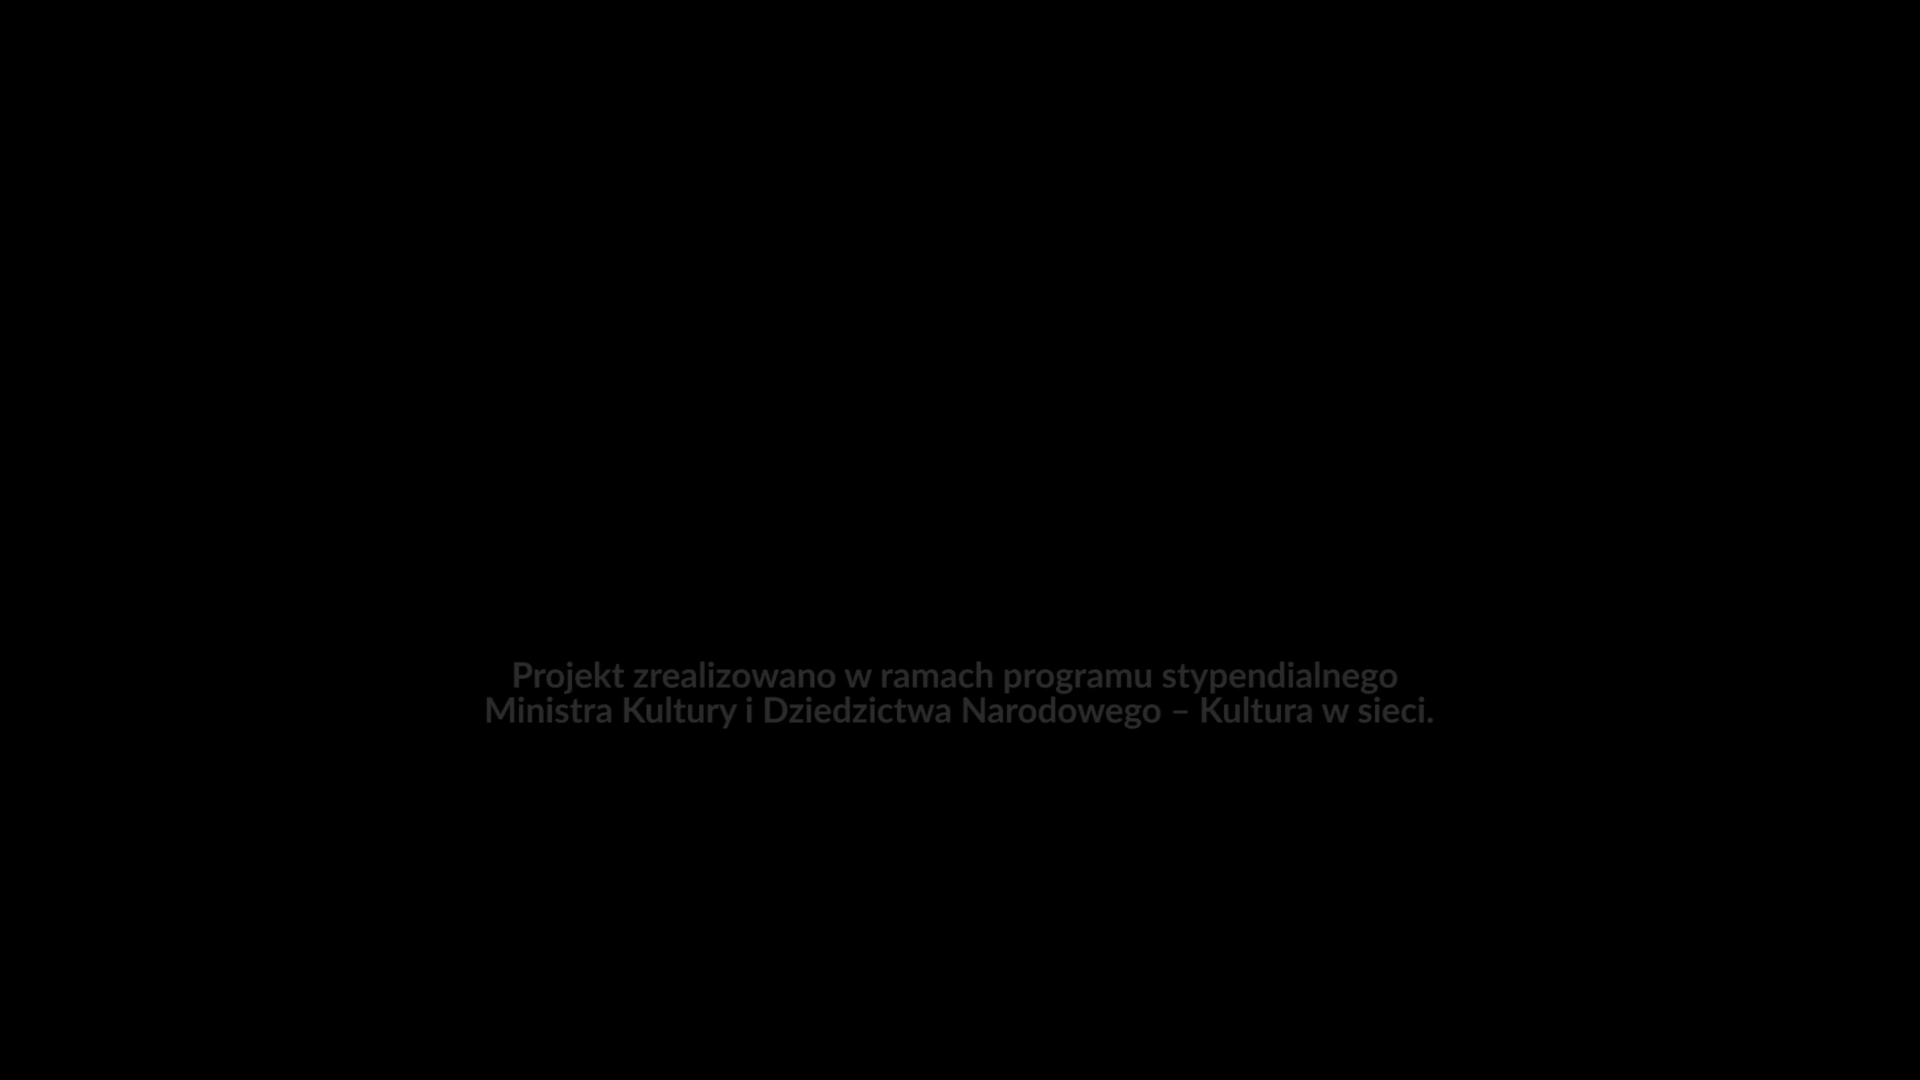 Projekt zrealizowano w ramach programu stypendialnego
Ministra Kultury i Dziedzictwa Narodowego – Kultura w sieci.